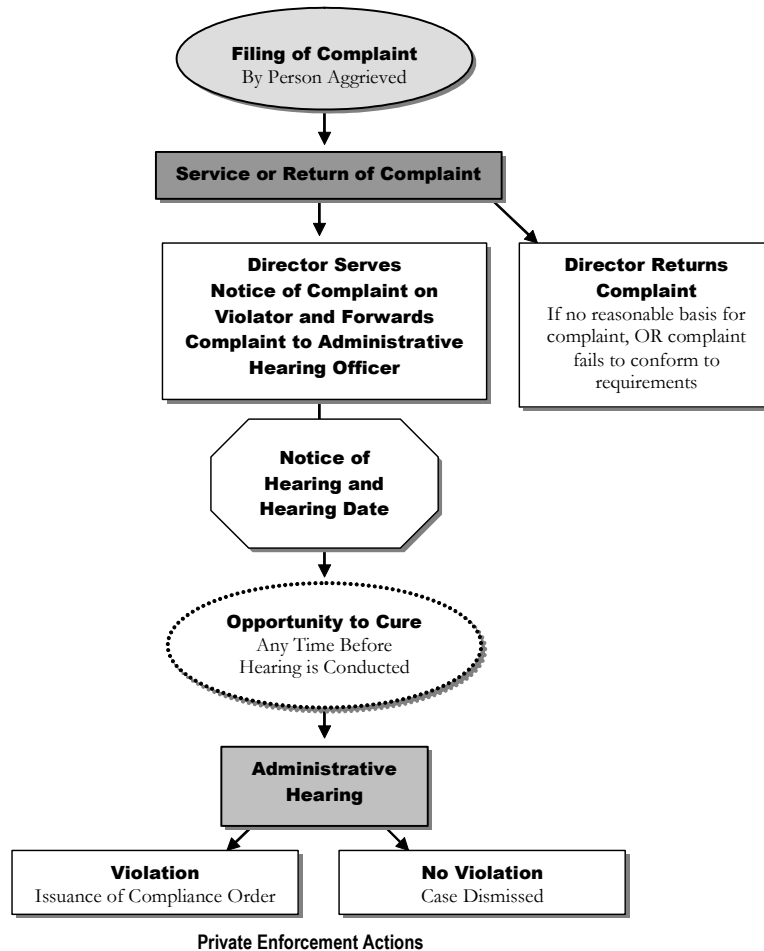 Filing of Complaint
By Person Aggrieved
Service or Return of Complaint
Director Serves
Notice of Complaint on
Violator and Forwards
Complaint to Administrative
Hearing Officer
Director Returns
Complaint
If no reasonable basis for
complaint, OR complaint
fails to conform to
requirements
Notice of
Hearing and
Hearing Date
Opportunity to Cure
Any Time Before
Hearing is Conducted
Administrative
Hearing
Violation
Issuance of Compliance Order
No Violation
Case Dismissed
Private Enforcement Actions